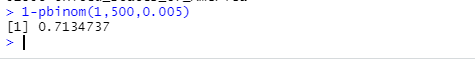 > 1-pbinom(1,500,0.005)
[1] 0.7134737
>